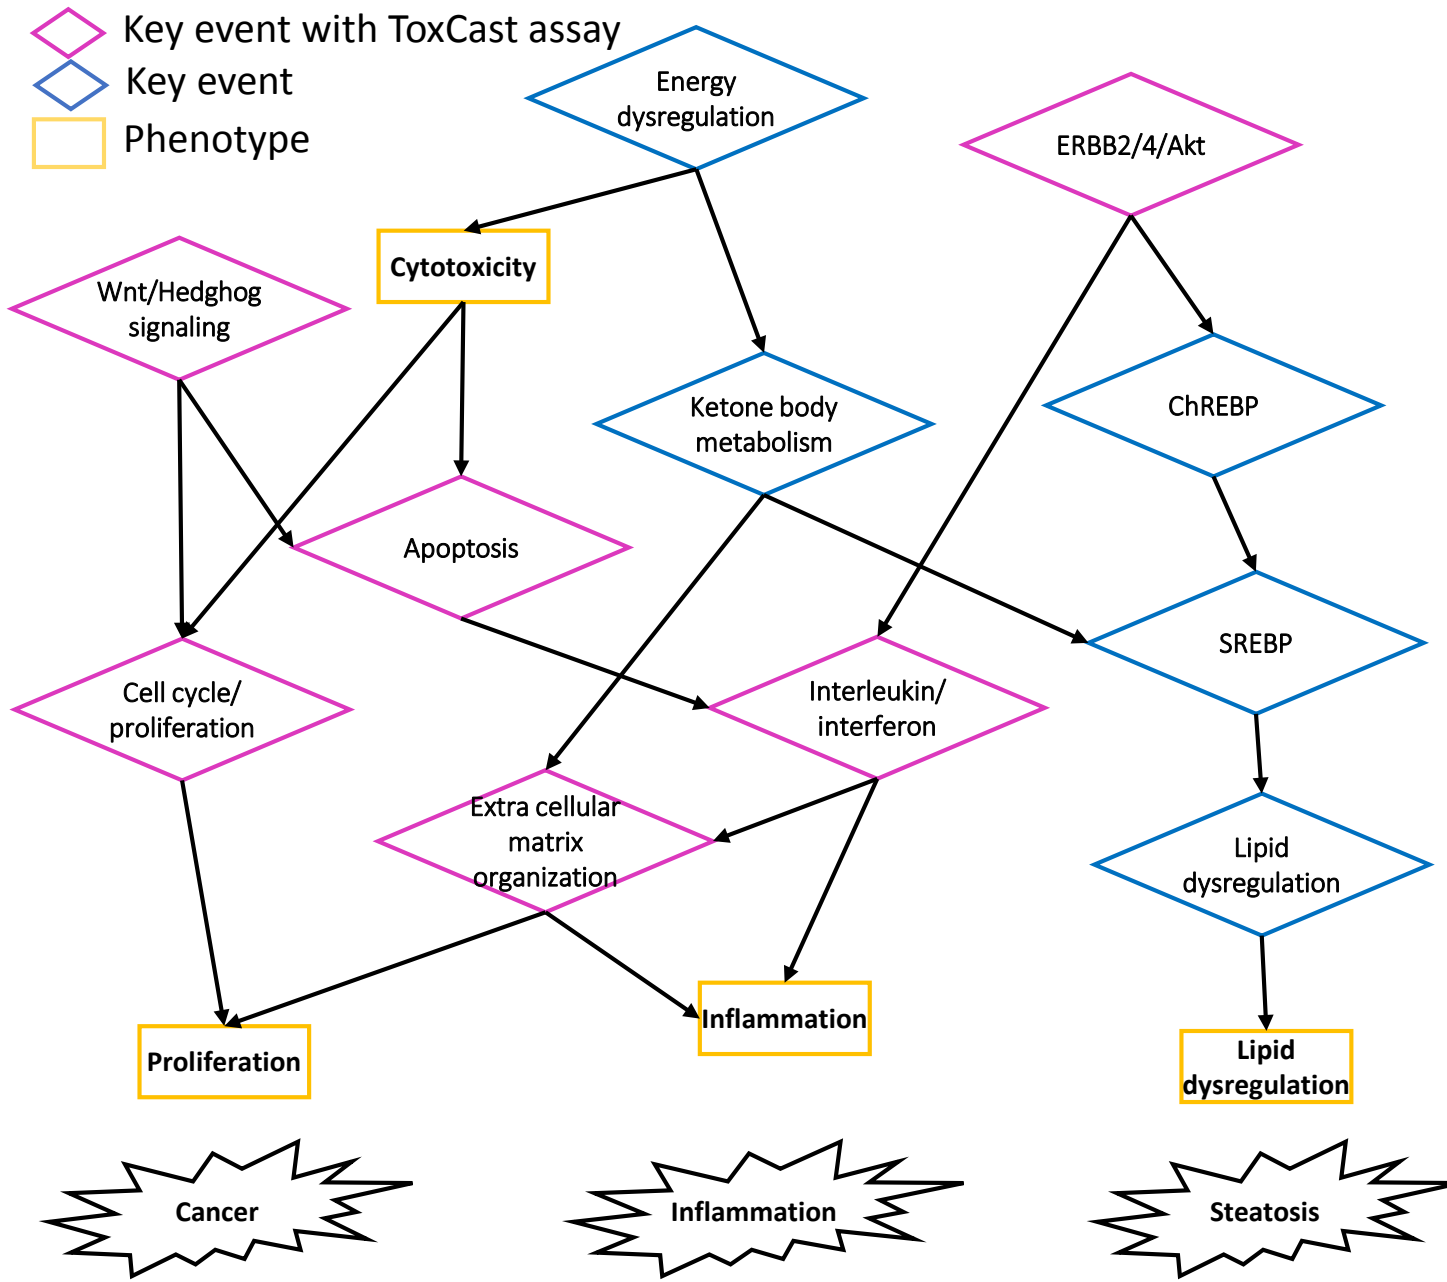 Key event with ToxCast assay
Key event
Phenotype
Energy
dysregulation
ERBB2/4/Akt
Cytotoxicity
Wnt/Hedghog
signaling
Ketone body
metabolism
ChREBP
Apoptosis
SREBP
Cell cycle/
proliferation
Interleukin/
interferon
Extra cellular
matrix
organization
Lipid
dysregulation
Inflammation
Proliferation
Lipid
dysregulation
Cancer
Inflammation
Steatosis